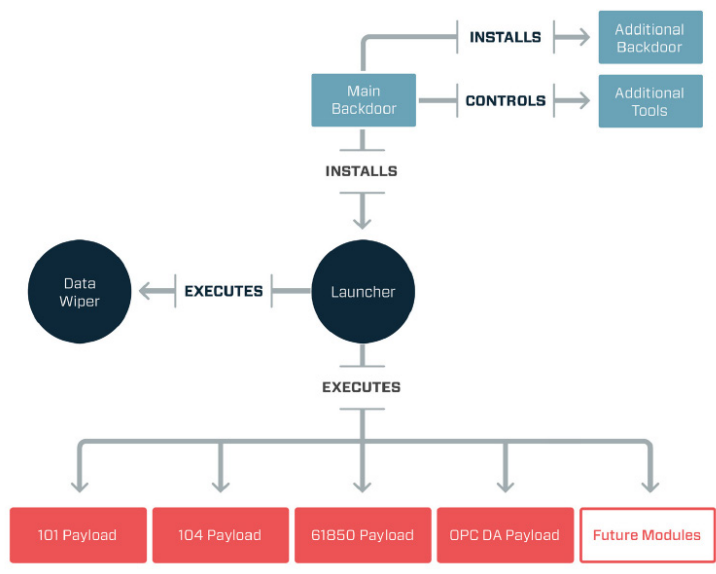 INSTALLS
Additional
Backdoor
Main
Backdoor
CONTROLS
Additional
Tools
INSTALLS
Data
Wiper
EXECUTES
Launcher
EXECUTES
101 Payload
104 Payload
61850 Payload
OPC DA Payload
Future Modules